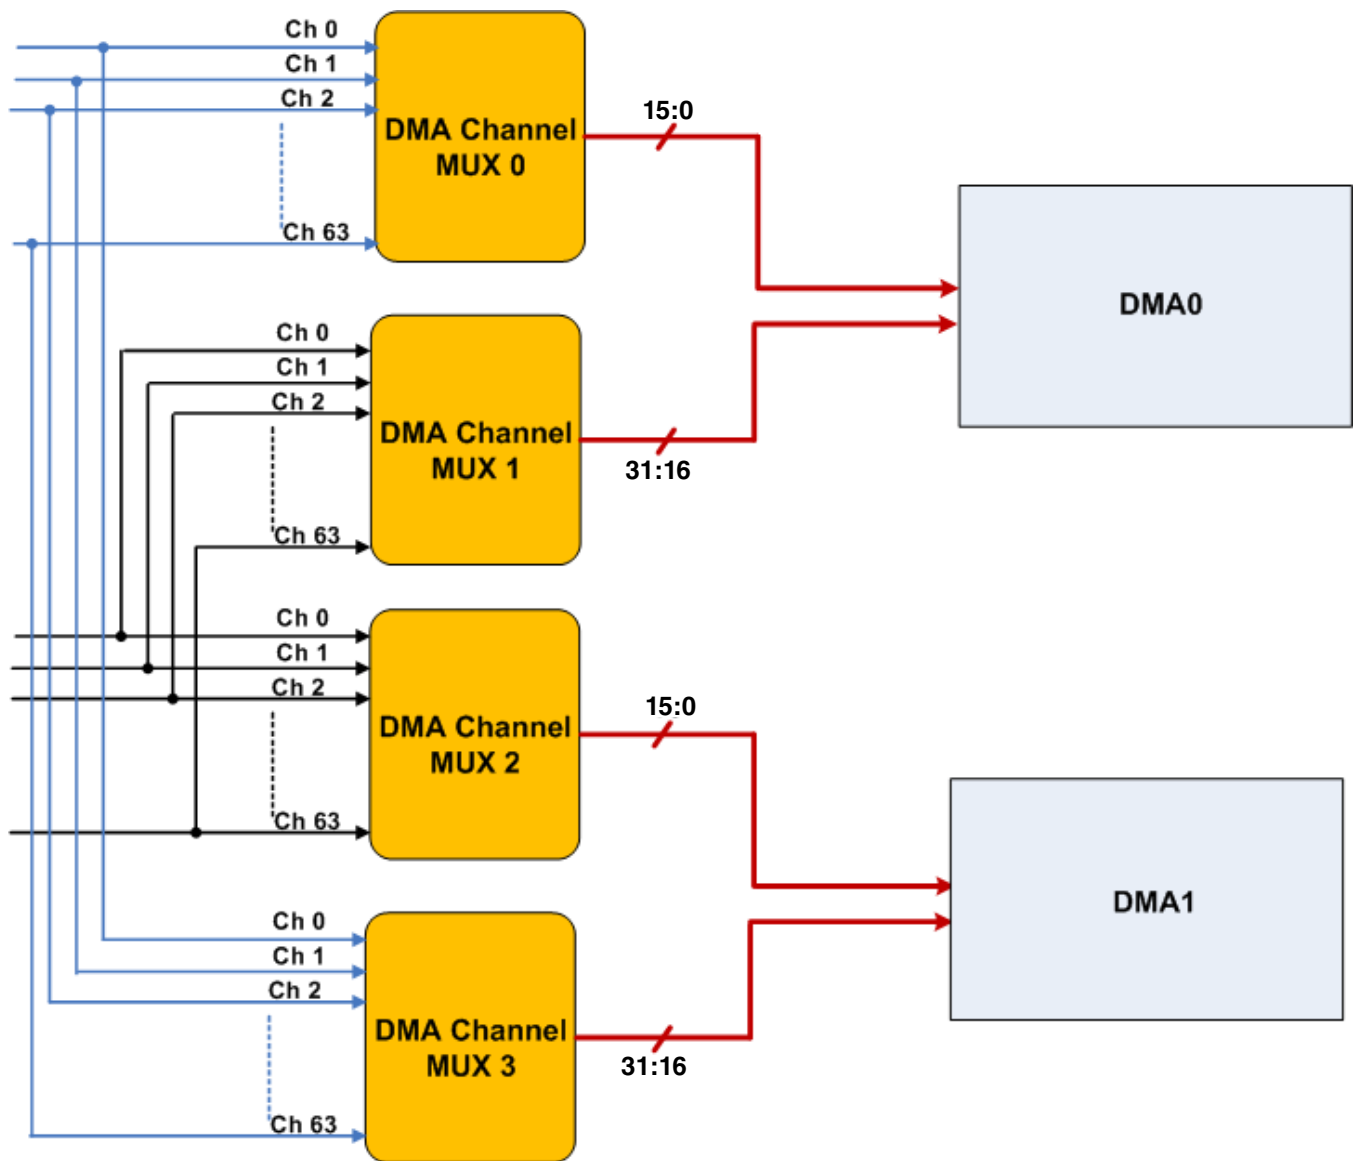 Ch 0
Ch 1
Ch 2
Ch 63
DMA Channel
MUX 0
15:0
DMA0
Ch 0
Ch 1
Ch 2
Ch 63
DMA Channel
MUX 1
31:16
Ch 0
Ch 1
Ch 2
Ch 63
DMA Channel
MUX 2
15:0
DMA1
Ch 0
Ch 1
Ch 2
Ch 63
DMA Channel
MUX 3
31:16